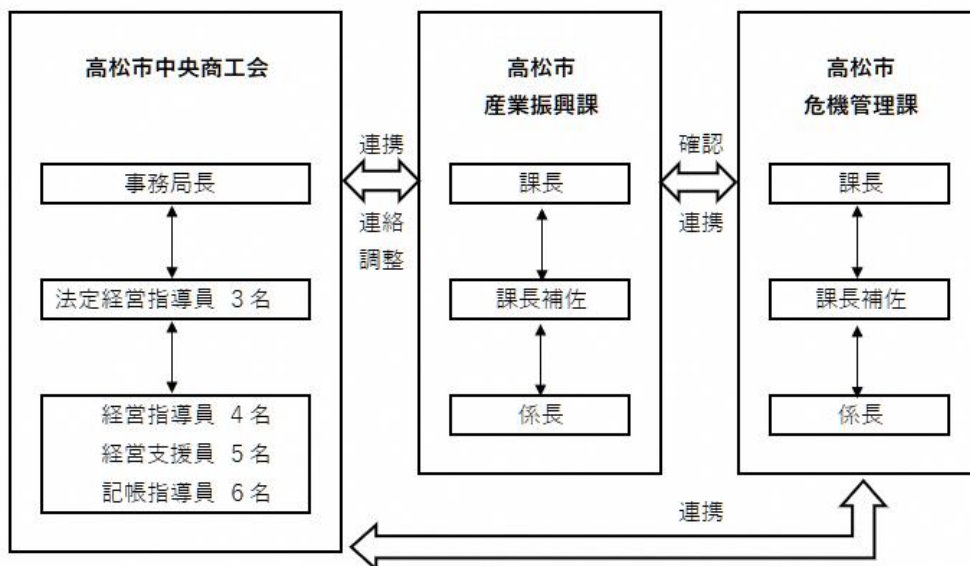 高松市中央商工会
事務局長
法定経営指導員 3名
経営指導員 4名
経営支援員 5名
記帳指導員 6名
連携
連絡
調整
高松市
産業振興課
課長
課長補佐
係長
確認
連携
高松市
危機管理課
課長
課長補佐
係長
連携